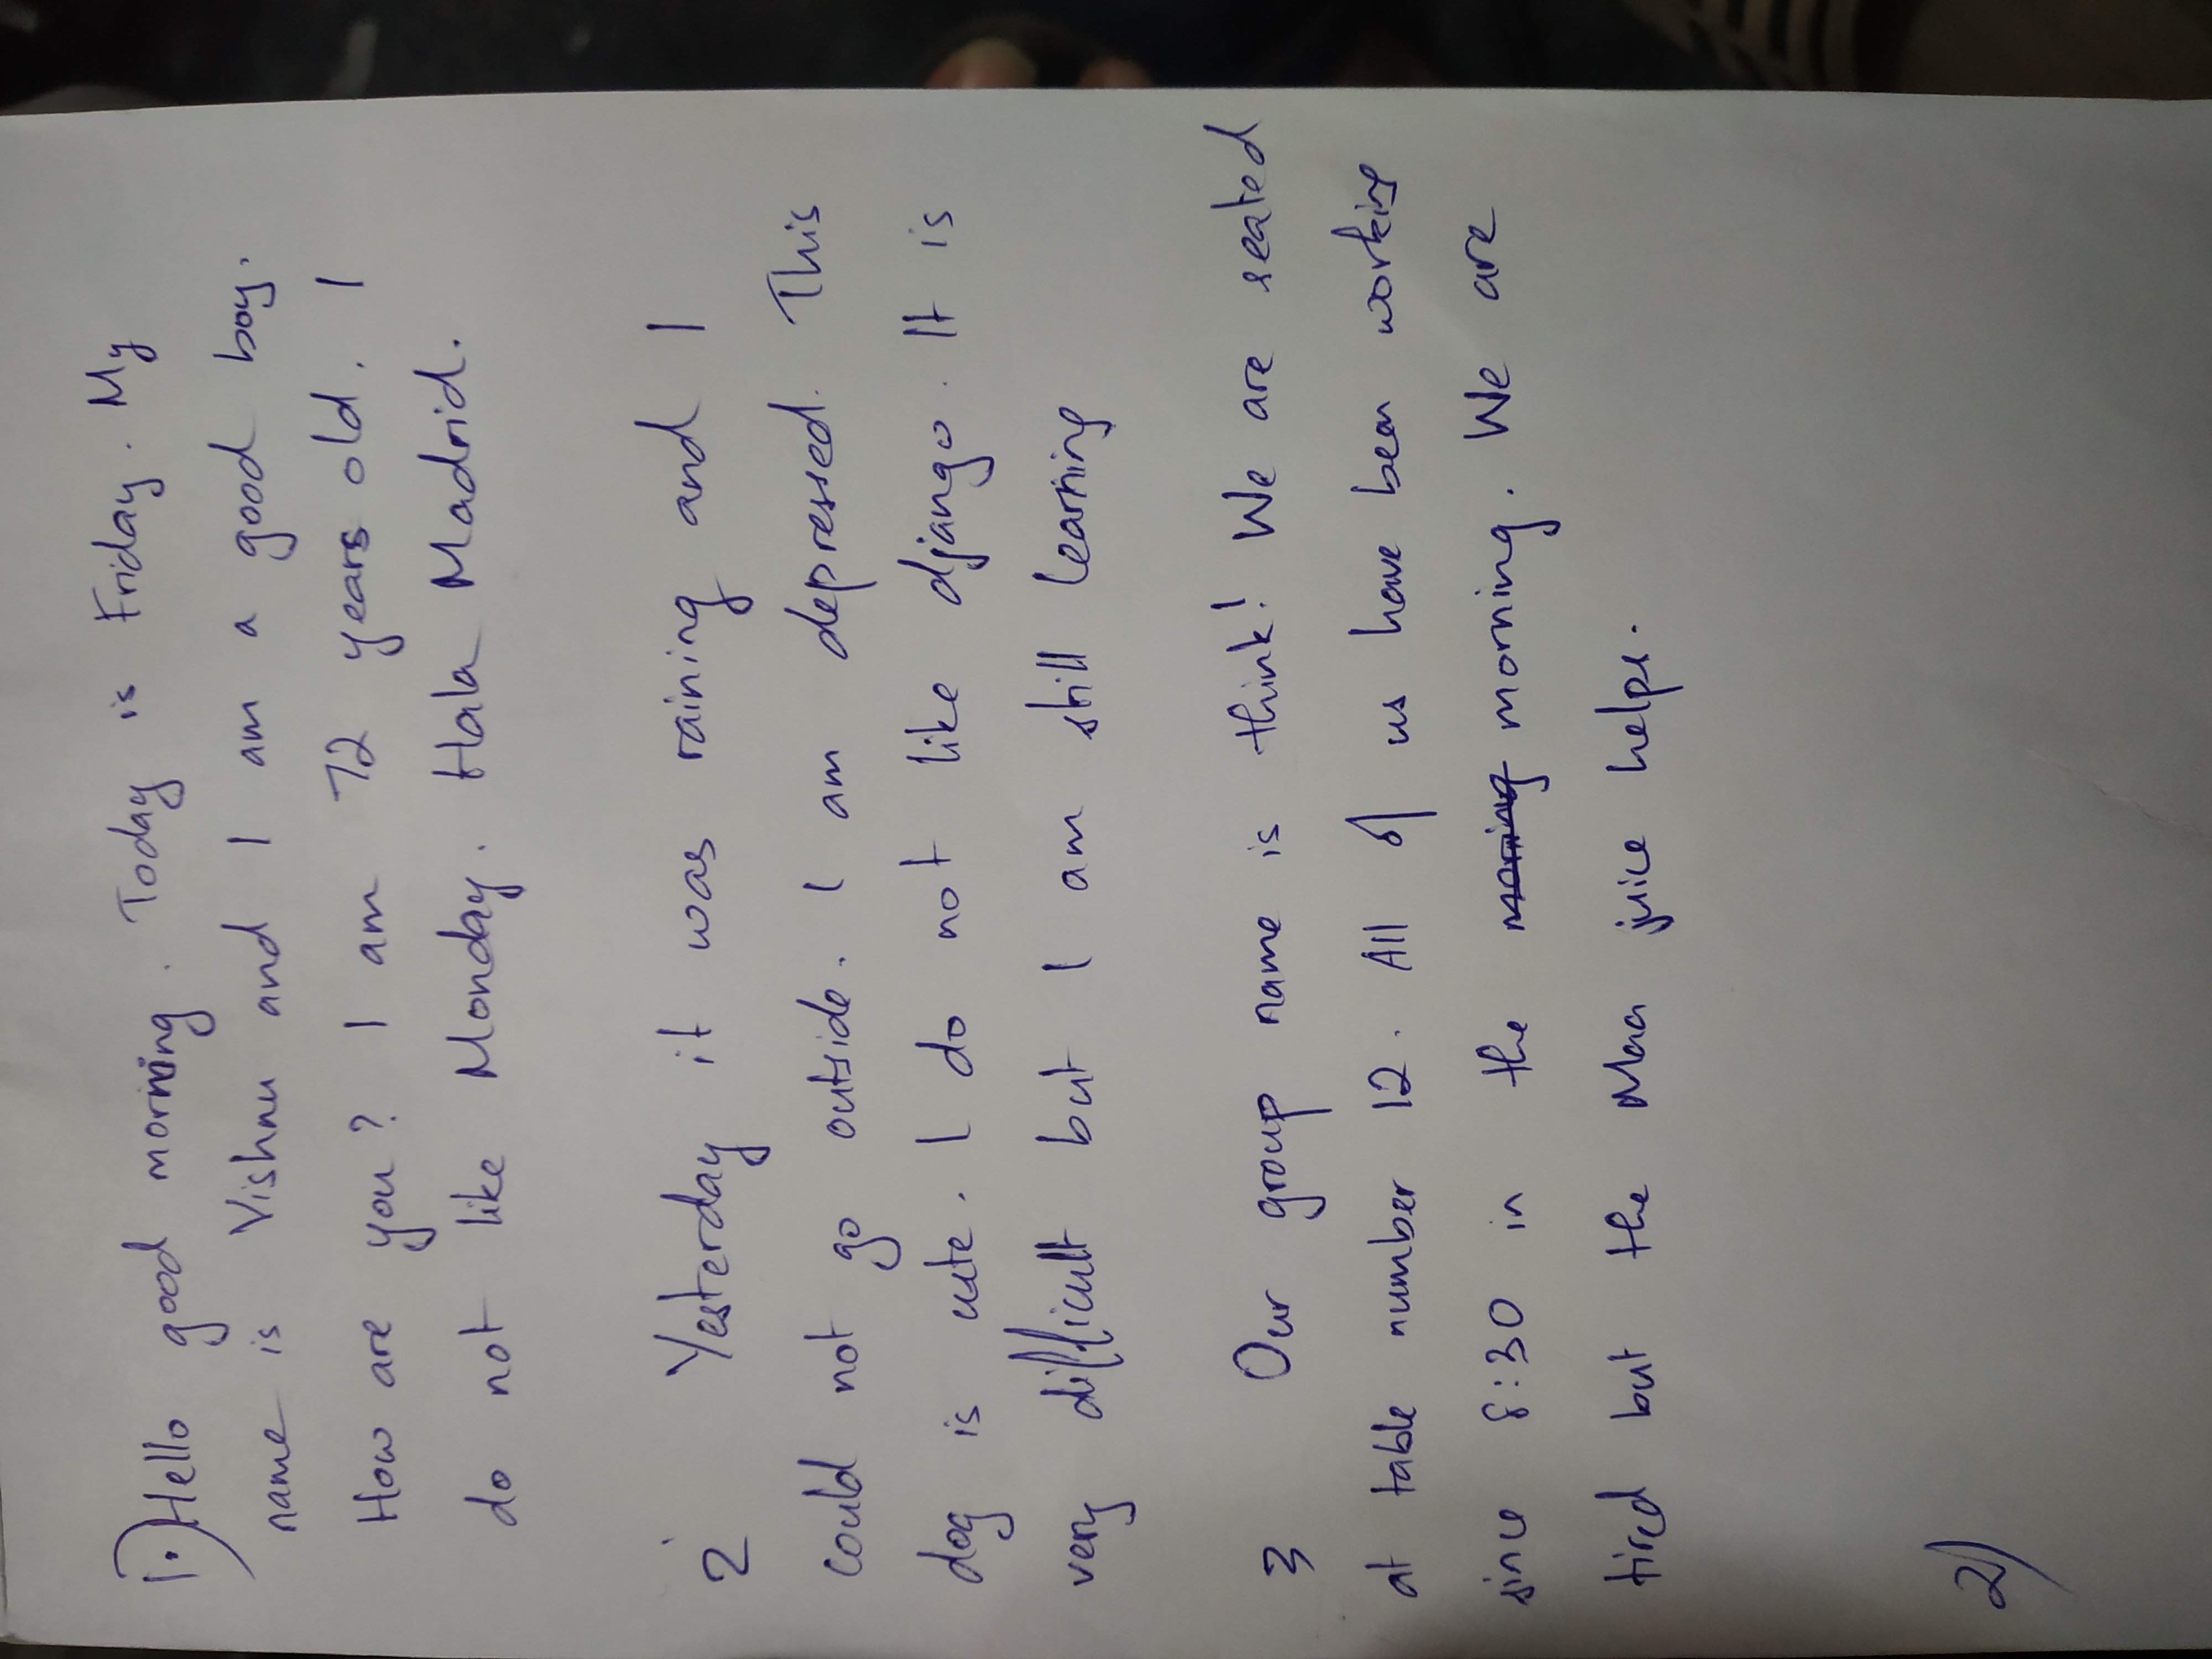 1.) Hello good morning. Today is Friday. My
name is Vishnu and I am a good boy.
How are you? I am 72 years old. I
do not like Monday. Hala Madrid.
2 Yesterday it was raining and I
could not go outside. I am depressed. This
dog is cute. I do not like django. It is
very difficult but I am still learning
3 Our group name is think! We are seated
at table number 12. All of us have been working
since 8:30 in the moring morning. We are
tired but the Maa juice helps.
2)